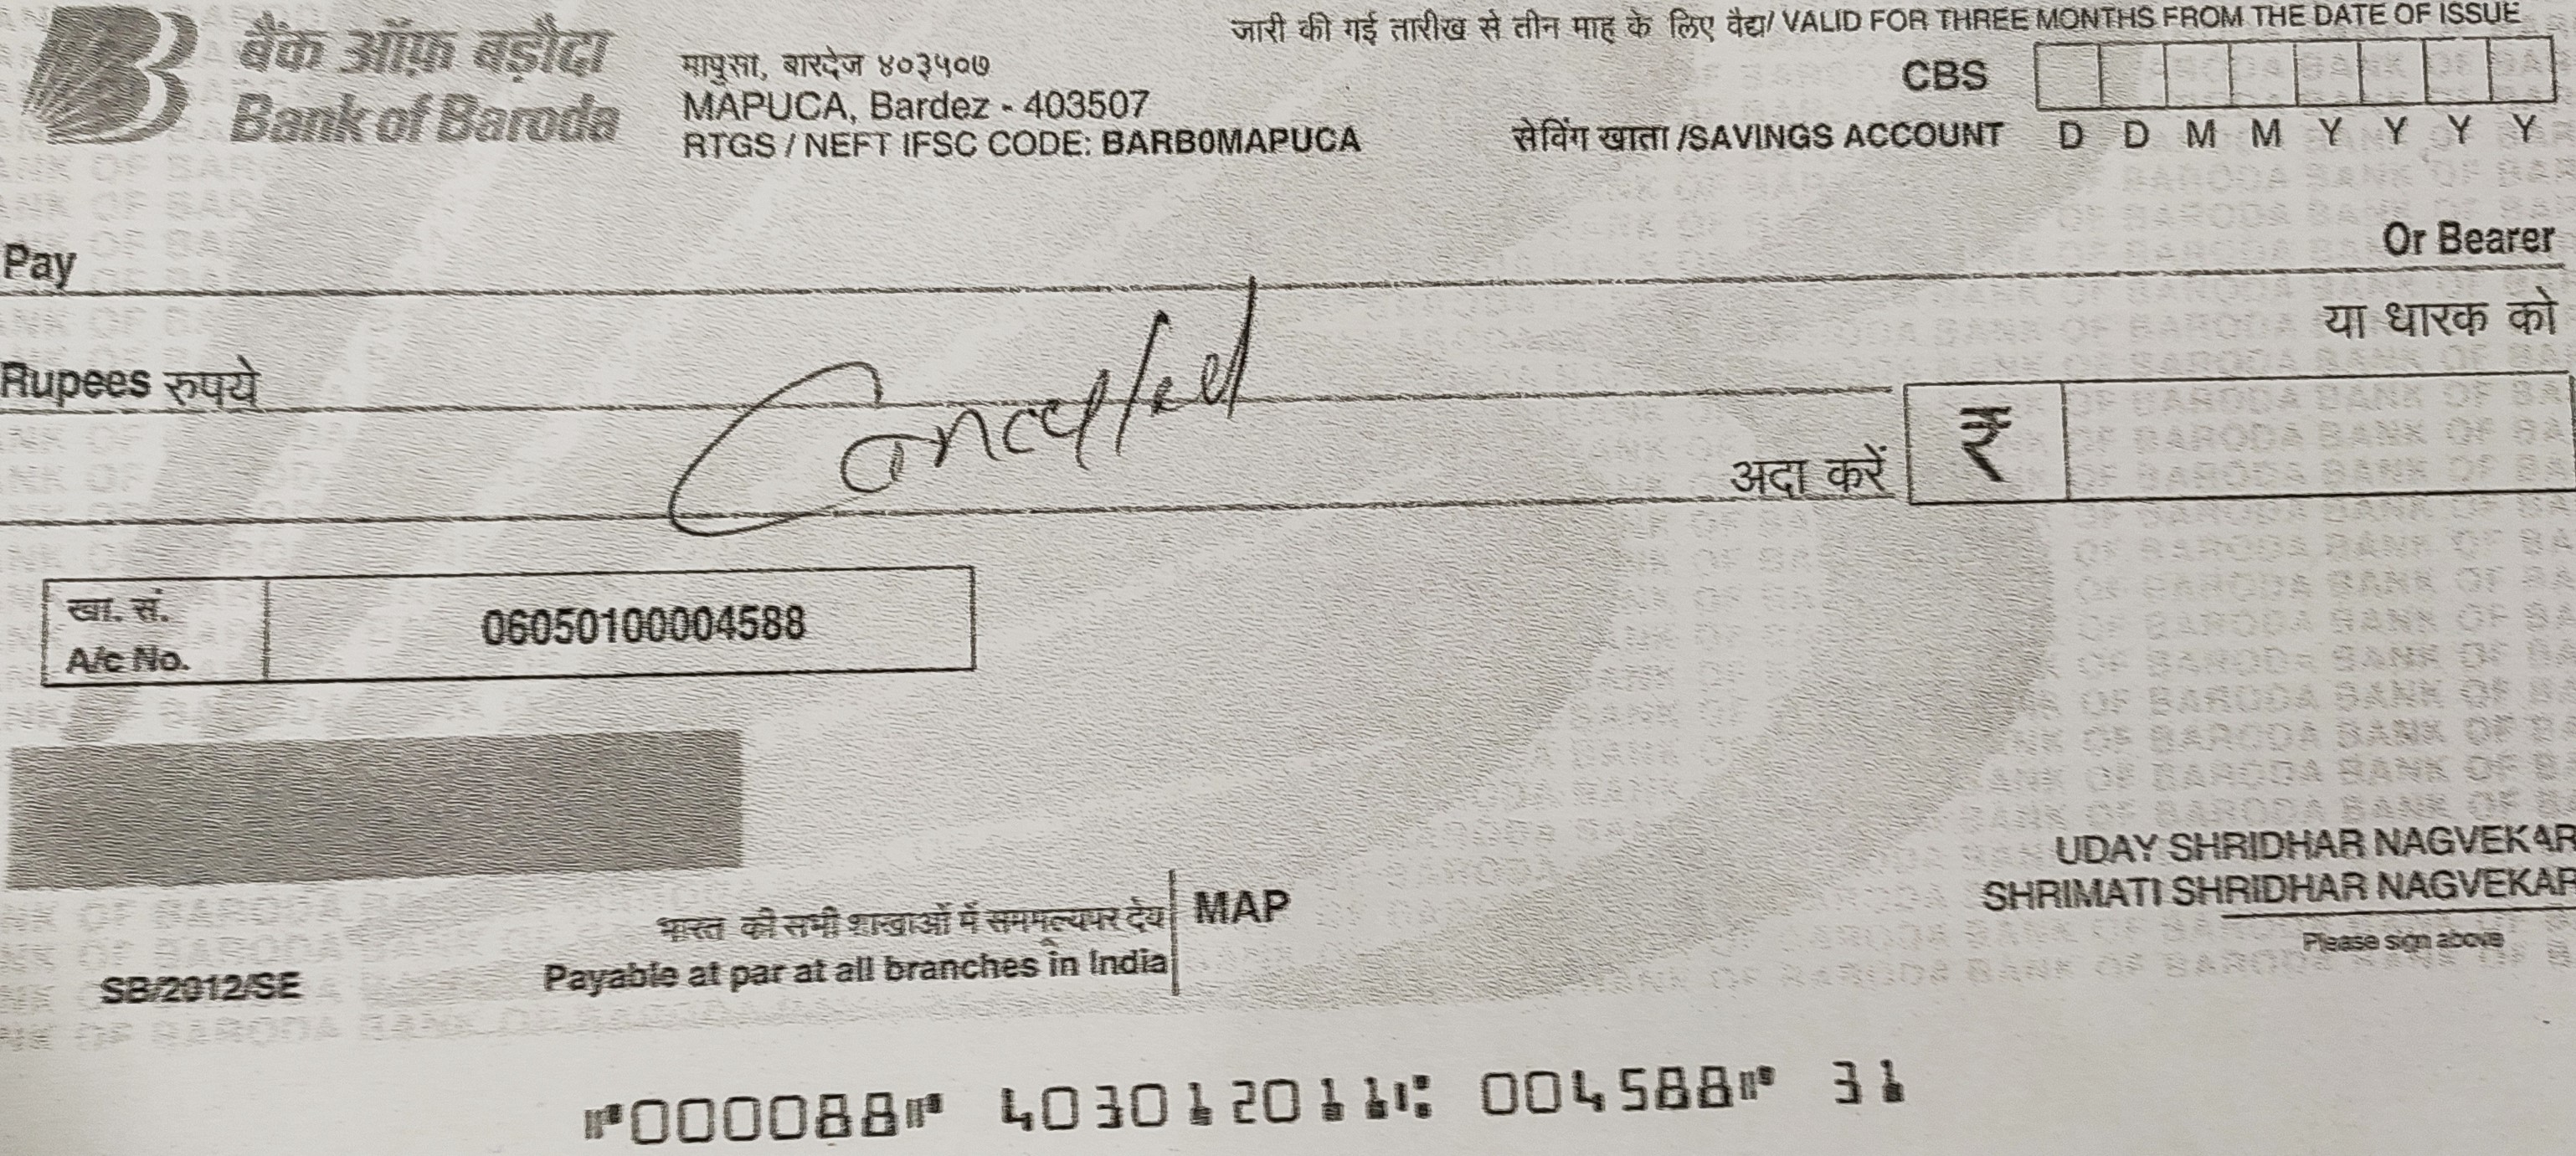 जारी की गई तारीख से तीन माह के लिए वैद्य/ VALID FOR THREE MONTHS FROM THE DATE OF ISSUE
बैंक ऑफ़ बड़ौदा
Bank of Baroda
मापुसा, बारदेज ४०३५०७
MAPUCA, Bardez - 403507
RTGS / NEFT IFSC CODE: BARB0MAPUCA
CBS
सेविंग खाता /SAVINGS ACCOUNT
D D M M Y Y Y Y
Pay
Or Bearer
या धारक को
Rupees रुपये
Cancelled
अदा करें
₹
खा. सं.
A/c No.
06050100004588
UDAY SHRIDHAR NAGVEKAR
SHRIMATI SHRIDHAR NAGVEKAR
Please sign above
भारत की सभी शाखाओं में सममूल्यपर देय
Payable at par at all branches in India
MAP
SB/2012/SE
⑈000088⑈ 403012011⑆ 004588⑈ 31